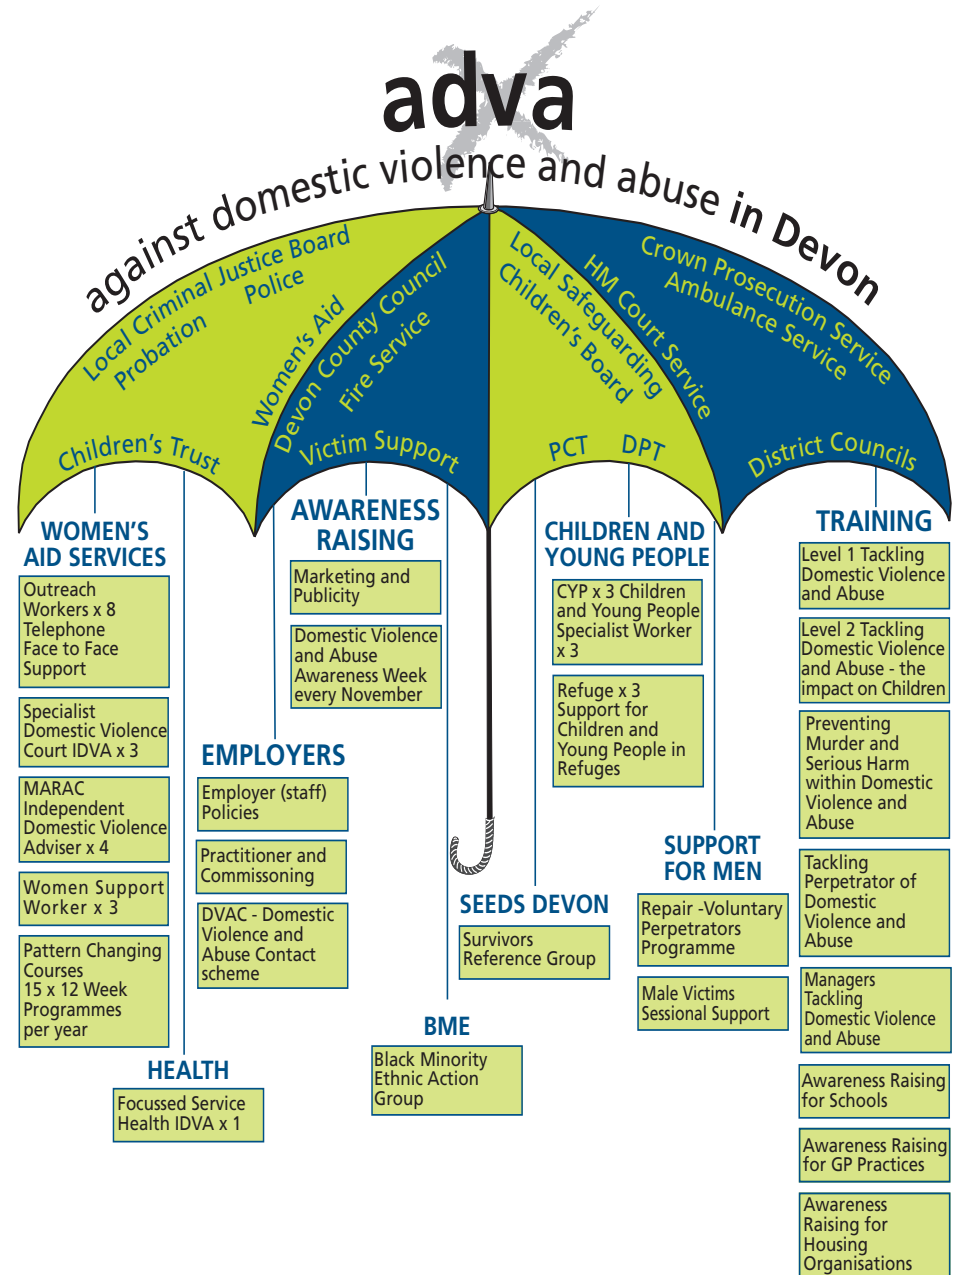 adva
against domestic violence and abuse in Devon
Local Criminal Justice Board
Police
Probation
Children's Trust
Women's Aid
Devon County Council
Fire Service
Victim Support
Local Safeguarding
Children's Board
PCT DPT
HM Court Service
Crown Prosecution Service
Ambulance Service
District Councils
WOMEN'S
AID SERVICES
Outreach
Workers x 8
Telephone
Face to Face
Support
Specialist
Domestic Violence
Court IDVA x 3
MARAC
Independent
Domestic Violence
Adviser x 4
Women Support
Worker x 3
Pattern Changing
Courses
15 x 12 Week
Programmes
per year
HEALTH
Focussed Service
Health IDVA x 1
EMPLOYERS
Employer (staff)
Policies
Practitioner and
Commissoning
DVAC - Domestic
Violence and
Abuse Contact
scheme
AWARENESS
RAISING
Marketing and
Publicity
Domestic Violence
and Abuse
Awareness Week
every November
BME
Black Minority
Ethnic Action
Group
SEEDS DEVON
Survivors
Reference Group
CHILDREN AND
YOUNG PEOPLE
CYP x 3 Children
and Young People
Specialist Worker
x 3
Refuge x 3
Support for
Children and
Young People in
Refuges
SUPPORT
FOR MEN
Repair -Voluntary
Perpetrators
Programme
Male Victims
Sessional Support
TRAINING
Level 1 Tackling
Domestic Violence
and Abuse
Level 2 Tackling
Domestic Violence
and Abuse - the
impact on Children
Preventing
Murder and
Serious Harm
within Domestic
Violence and
Abuse
Tackling
Perpetrator of
Domestic
Violence and
Abuse
Managers
Tackling
Domestic Violence
and Abuse
Awareness Raising
for Schools
Awareness Raising
for GP Practices
Awareness
Raising for
Housing
Organisations